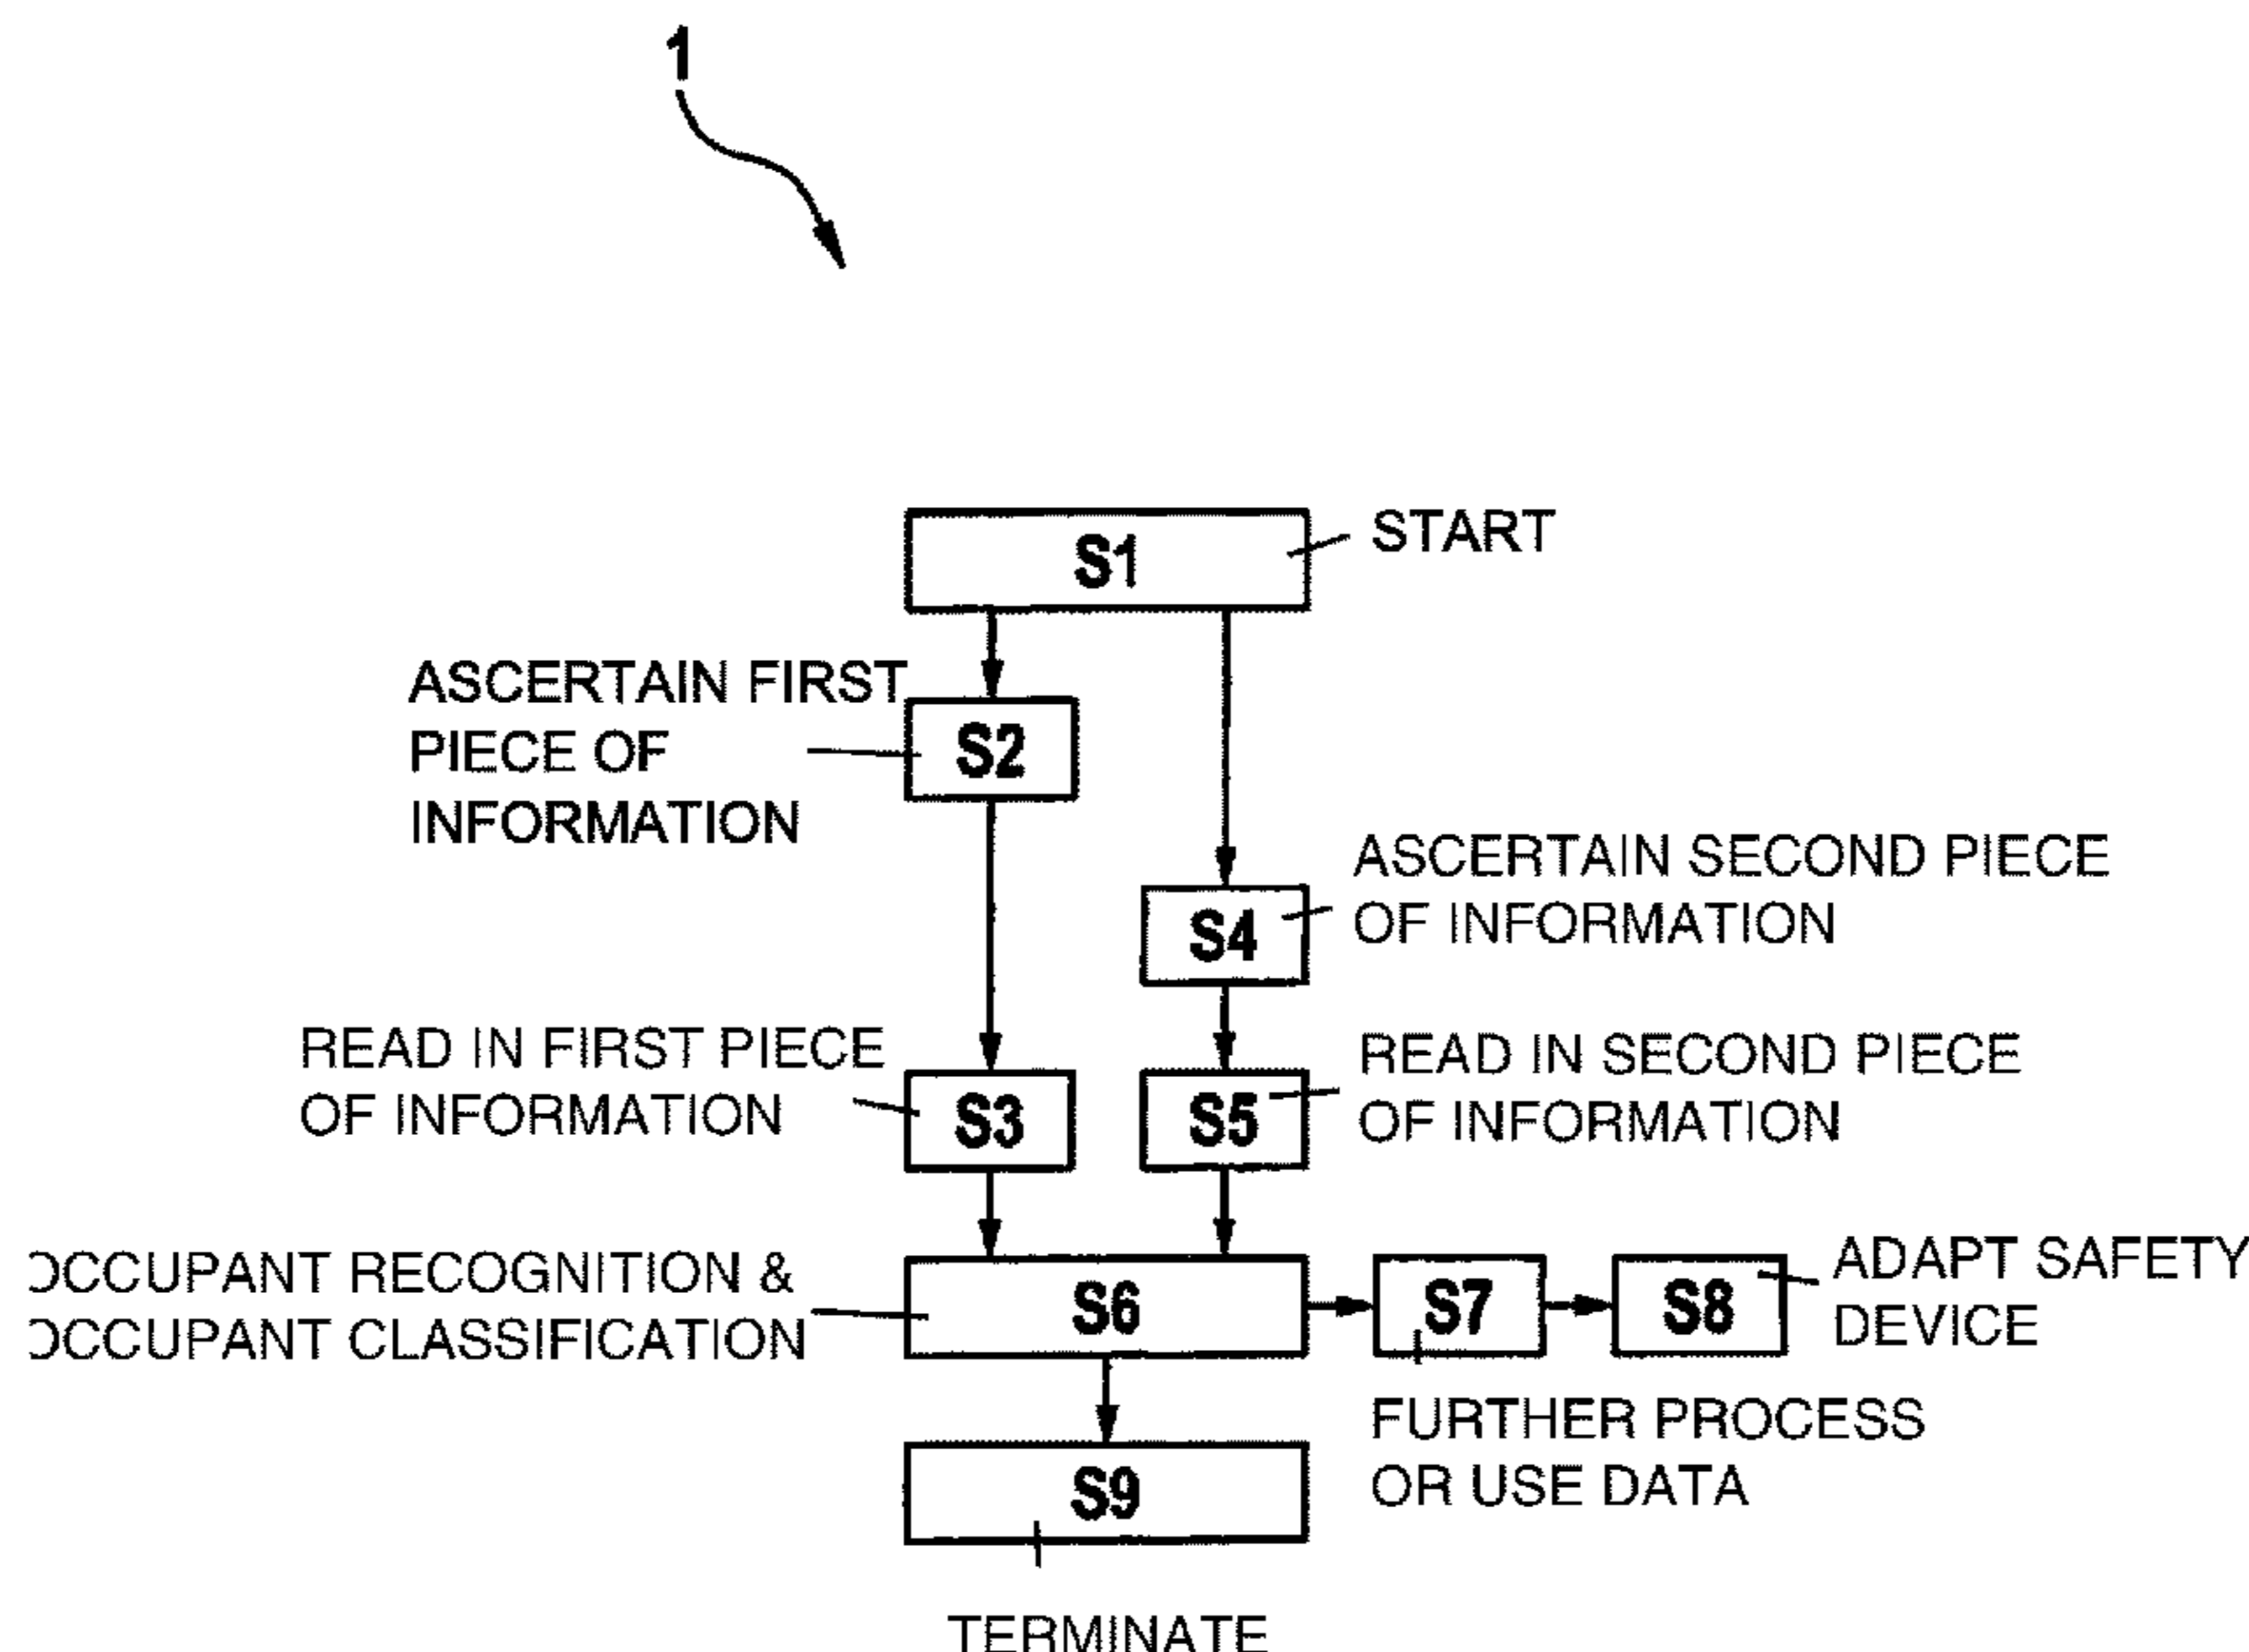 1
S1
START
ASCERTAIN FIRST
PIECE OF
INFORMATION
S2
ASCERTAIN SECOND PIECE
OF INFORMATION
S4
READ IN FIRST PIECE
OF INFORMATION
S3
S5
READ IN SECOND PIECE
OF INFORMATION
OCCUPANT RECOGNITION &
OCCUPANT CLASSIFICATION
S6
S7
S8
ADAPT SAFETY
DEVICE
FURTHER PROCESS
OR USE DATA
S9
TERMINATE